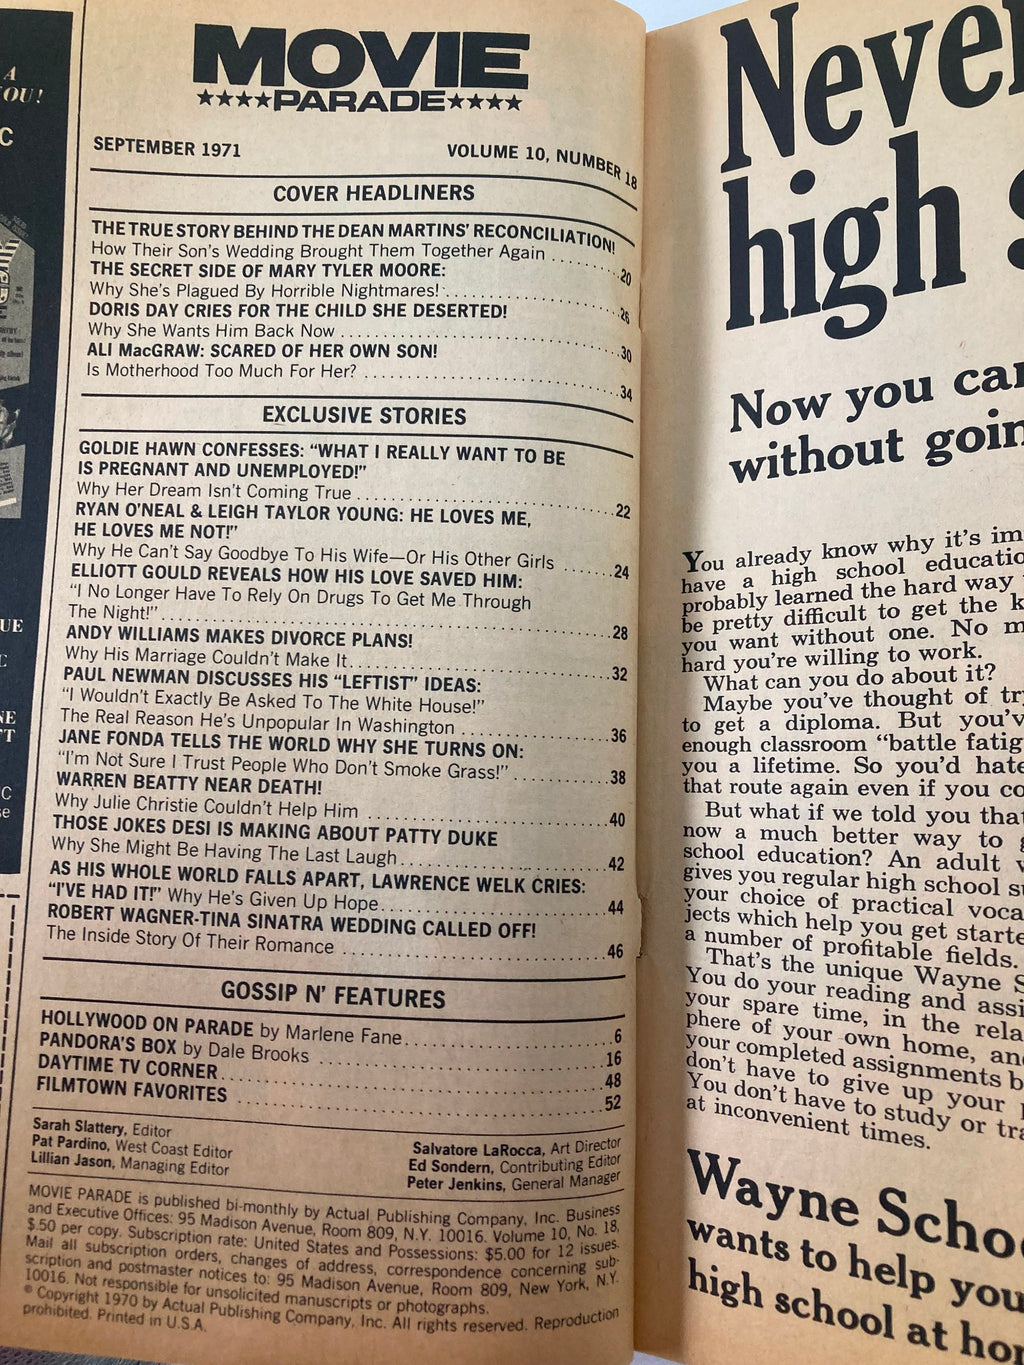 A
OU!
C
UE
NE
T
C
se
MOVIE
★★★★PARADE★★★★
SEPTEMBER 1971
VOLUME 10, NUMBER 18
COVER HEADLINERS
THE TRUE STORY BEHIND THE DEAN MARTINS' RECONCILIATION!
How Their Son's Wedding Brought Them Together Again ........20
THE SECRET SIDE OF MARY TYLER MOORE:
Why She's Plagued By Horrible Nightmares!........................26
DORIS DAY CRIES FOR THE CHILD SHE DESERTED!
Why She Wants Him Back Now ....................................30
ALI MacGRAW: SCARED OF HER OWN SON!
Is Motherhood Too Much For Her? ................................34
EXCLUSIVE STORIES
GOLDIE HAWN CONFESSES: "WHAT I REALLY WANT TO BE
IS PREGNANT AND UNEMPLOYED!"
Why Her Dream Isn't Coming True ................................22
RYAN O'NEAL & LEIGH TAYLOR YOUNG: HE LOVES ME,
HE LOVES ME NOT!"
Why He Can't Say Goodbye To His Wife—Or His Other Girls .......24
ELLIOTT GOULD REVEALS HOW HIS LOVE SAVED HIM:
"I No Longer Have To Rely On Drugs To Get Me Through
The Night!"....................................................28
ANDY WILLIAMS MAKES DIVORCE PLANS!
Why His Marriage Couldn't Make It................................32
PAUL NEWMAN DISCUSSES HIS "LEFTIST" IDEAS:
"I Wouldn't Exactly Be Asked To The White House!"
The Real Reason He's Unpopular In Washington ....................36
JANE FONDA TELLS THE WORLD WHY SHE TURNS ON:
"I'm Not Sure I Trust People Who Don't Smoke Grass!" ............38
WARREN BEATTY NEAR DEATH!
Why Julie Christie Couldn't Help Him ............................40
THOSE JOKES DESI IS MAKING ABOUT PATTY DUKE
Why She Might Be Having The Last Laugh..........................42
AS HIS WHOLE WORLD FALLS APART, LAWRENCE WELK CRIES:
"I'VE HAD IT!" Why He's Given Up Hope...........................44
ROBERT WAGNER-TINA SINATRA WEDDING CALLED OFF!
The Inside Story Of Their Romance ..............................46
GOSSIP N' FEATURES
HOLLYWOOD ON PARADE by Marlene Fane.............................6
PANDORA'S BOX by Dale Brooks ...................................16
DAYTIME TV CORNER...............................................48
FILMTOWN FAVORITES .............................................52
Sarah Slattery, Editor
Pat Pardino, West Coast Editor
Lillian Jason, Managing Editor
Salvatore LaRocca, Art Director
Ed Sondern, Contributing Editor
Peter Jenkins, General Manager
MOVIE PARADE is published bi-monthly by Actual Publishing Company, Inc. Business
and Executive Offices: 95 Madison Avenue, Room 809, N.Y. 10016. Volume 10, No. 18,
$.50 per copy. Subscription rate: United States and Possessions: $5.00 for 12 issues.
Mail all subscription orders, changes of address, correspondence concerning sub-
scription and postmaster notices to: 95 Madison Avenue, Room 809, New York, N.Y.
10016. Not responsible for unsolicited manuscripts or photographs.
© Copyright 1970 by Actual Publishing Company, Inc. All rights reserved. Reproduction
prohibited. Printed in U.S.A.
Never
high s
Now you can
without goin
You already know why it's im
have a high school educatio
probably learned the hard way
be pretty difficult to get the k
you want without one. No m
hard you're willing to work.
What can you do about it?
Maybe you've thought of try
to get a diploma. But you'v
enough classroom "battle fatig
you a lifetime. So you'd hate
that route again even if you co
But what if we told you that
now a much better way to g
school education? An adult v
gives you regular high school su
your choice of practical voca
jects which help you get starte
a number of profitable fields.
That's the unique Wayne S
You do your reading and assi
your spare time, in the rela
phere of your own home, and
your completed assignments b
don't have to give up your
You don't have to study or tra
at inconvenient times.
Wayne Schoo
wants to help you
high school at hom